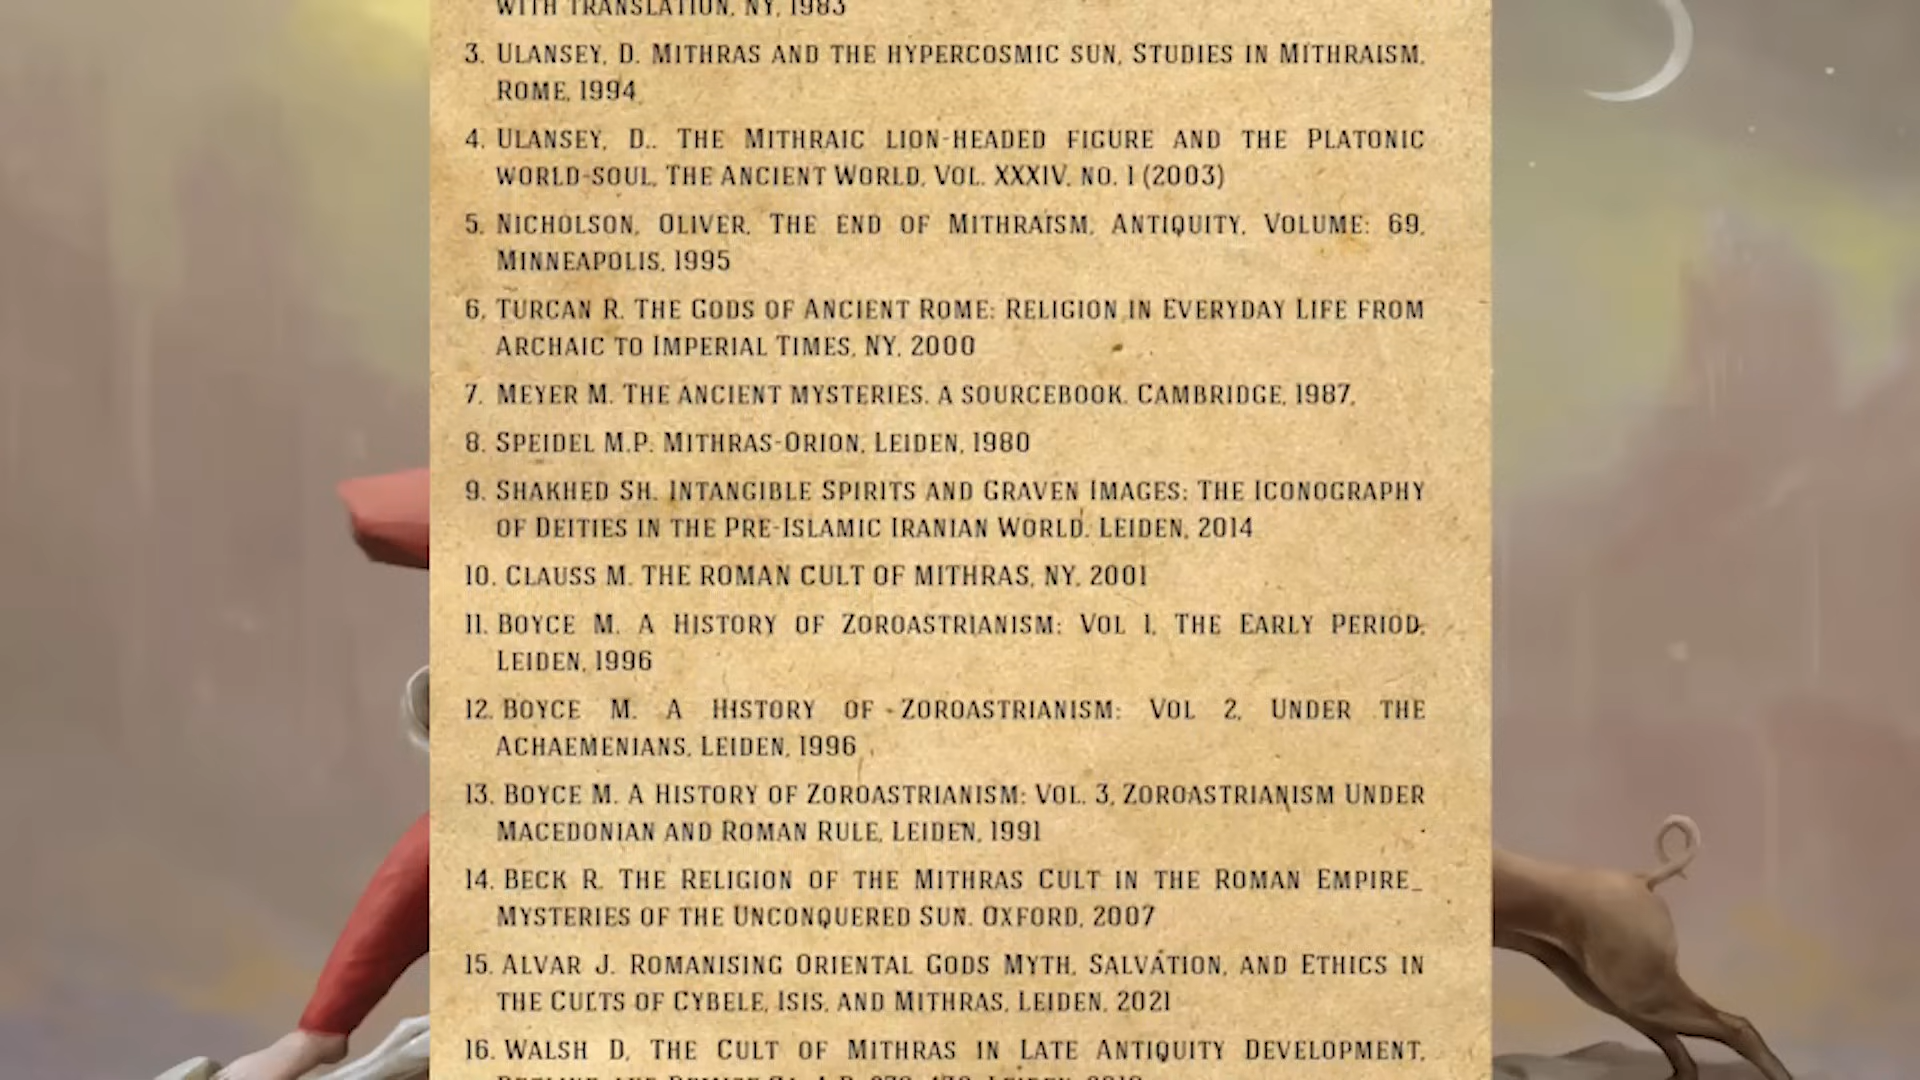 WITH TRANSLATION, NY, 1983
3. ULANSEY, D. MITHRAS AND THE HYPERCOSMIC SUN, STUDIES IN MITHRAISM,
ROME, 1994
4. ULANSEY, D.. THE MITHRAIC LION-HEADED FIGURE AND THE PLATONIC
WORLD-SOUL, THE ANCIENT WORLD, VOL. XXXIV, NO. 1 (2003)
5. NICHOLSON, OLIVER, THE END OF MITHRAISM, ANTIQUITY, VOLUME: 69,
MINNEAPOLIS, 1995
6. TURCAN R. THE GODS OF ANCIENT ROME: RELIGION IN EVERYDAY LIFE FROM
ARCHAIC TO IMPERIAL TIMES, NY, 2000
7. MEYER M. THE ANCIENT MYSTERIES. A SOURCEBOOK. CAMBRIDGE, 1987,
8. SPEIDEL M.P. MITHRAS-ORION, LEIDEN, 1980
9. SHAKHED SH. INTANGIBLE SPIRITS AND GRAVEN IMAGES: THE ICONOGRAPHY
OF DEITIES IN THE PRE-ISLAMIC IRANIAN WORLD. LEIDEN, 2014
10. CLAUSS M. THE ROMAN CULT OF MITHRAS, NY, 2001
11. BOYCE M. A HISTORY OF ZOROASTRIANISM: VOL 1, THE EARLY PERIOD,
LEIDEN, 1996
12. BOYCE M. A HISTORY OF ZOROASTRIANISM: VOL 2, UNDER THE
ACHAEMENIANS, LEIDEN, 1996
13. BOYCE M. A HISTORY OF ZOROASTRIANISM: VOL. 3, ZOROASTRIANISM UNDER
MACEDONIAN AND ROMAN RULE, LEIDEN, 1991
14. BECK R. THE RELIGION OF THE MITHRAS CULT IN THE ROMAN EMPIRE_
MYSTERIES OF THE UNCONQUERED SUN. OXFORD, 2007
15. ALVAR J. ROMANISING ORIENTAL GODS MYTH, SALVATION, AND ETHICS IN
THE CULTS OF CYBELE, ISIS, AND MITHRAS, LEIDEN, 2021
16. WALSH D, THE CULT OF MITHRAS IN LATE ANTIQUITY DEVELOPMENT,